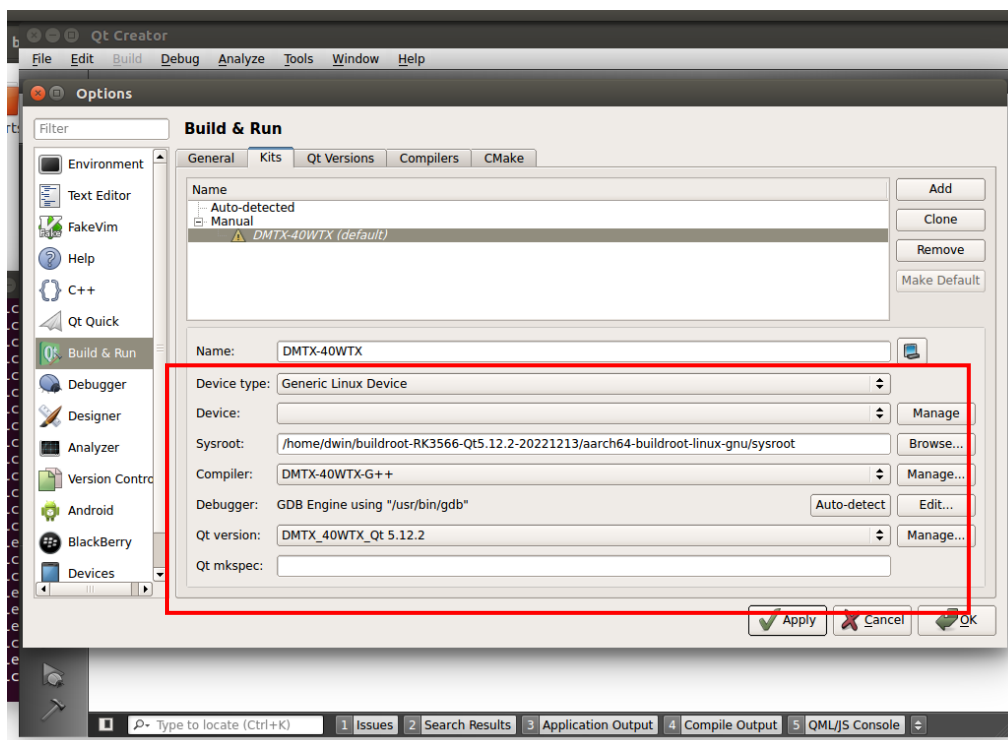 Qt Creator
File Edit Build Debug Analyze Tools Window Help
Options
Filter
Build & Run
Environment
Text Editor
FakeVim
Help
C++
Qt Quick
Build & Run
Debugger
Designer
Analyzer
Version Contro
Android
BlackBerry
Devices
General Kits Qt Versions Compilers CMake
Name
Auto-detected
Manual
DMTX-40WTX (default)
Add
Clone
Remove
Make Default
Name: DMTX-40WTX
Device type: Generic Linux Device
Device: Manage
Sysroot: /home/dwin/buildroot-RK3566-Qt5.12.2-20221213/aarch64-buildroot-linux-gnu/sysroot Browse...
Compiler: DMTX-40WTX-G++ Manage...
Debugger: GDB Engine using "/usr/bin/gdb" Auto-detect Edit...
Qt version: DMTX_40WTX_Qt 5.12.2 Manage...
Qt mkspec:
Apply Cancel OK
Type to locate (Ctrl+K) 1 Issues 2 Search Results 3 Application Output 4 Compile Output 5 QML/JS Console